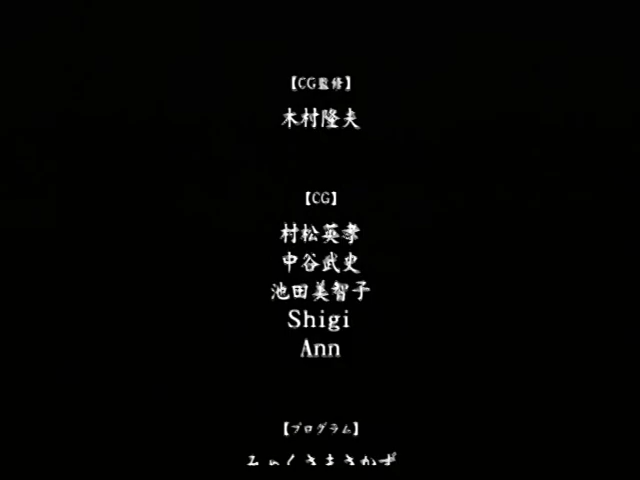 【CG監修】
木村隆夫
【CG】
村松英孝
中谷武史
池田美智子
Shigi
Ann
【プログラム】